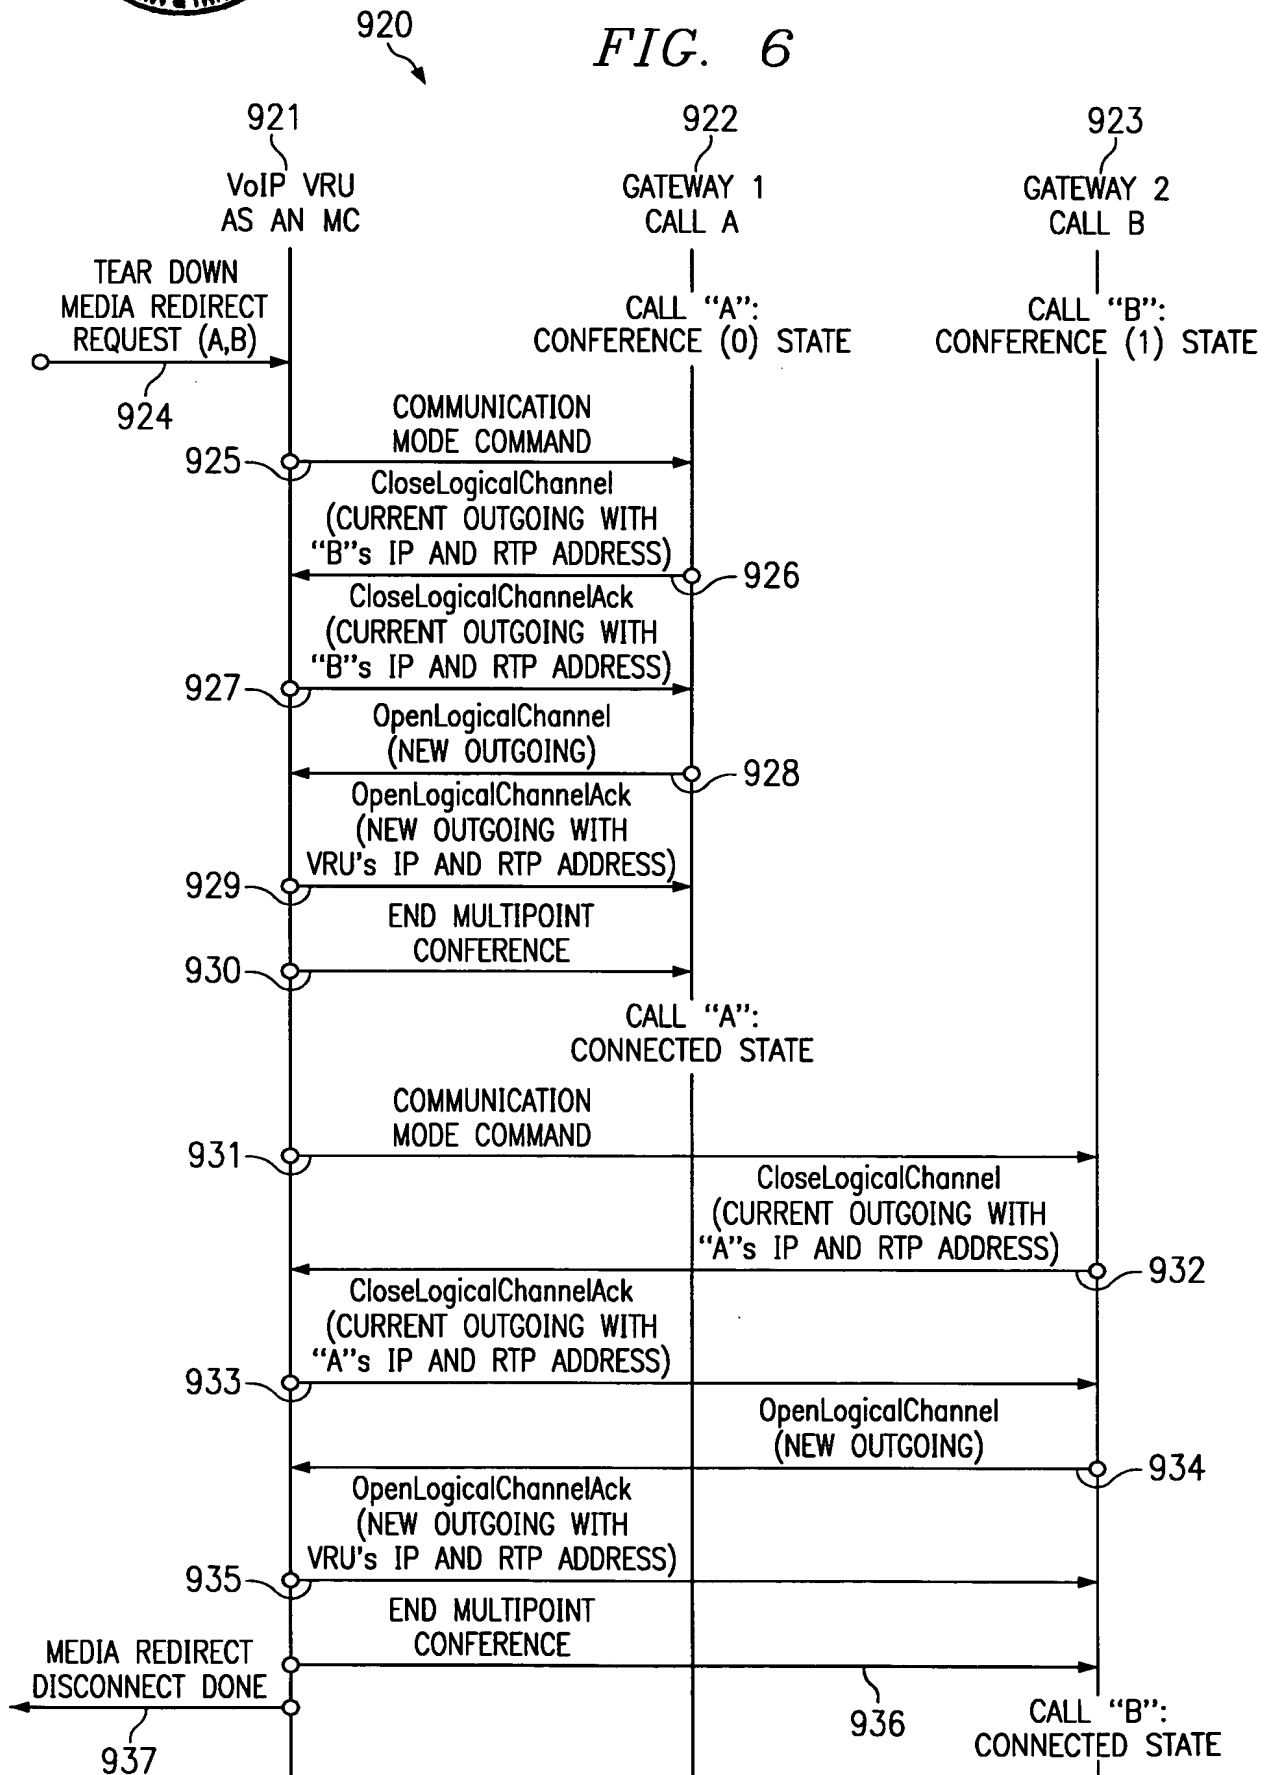 920
FIG. 6
921
922
923
VoIP VRU
AS AN MC
GATEWAY 1
CALL A
GATEWAY 2
CALL B
TEAR DOWN
MEDIA REDIRECT
REQUEST (A,B)
924
CALL “A”:
CONFERENCE (0) STATE
CALL “B”:
CONFERENCE (1) STATE
COMMUNICATION
MODE COMMAND
925
CloseLogicalChannel
(CURRENT OUTGOING WITH
“B”s IP AND RTP ADDRESS)
926
CloseLogicalChannelAck
(CURRENT OUTGOING WITH
“B”s IP AND RTP ADDRESS)
927
OpenLogicalChannel
(NEW OUTGOING)
928
OpenLogicalChannelAck
(NEW OUTGOING WITH
VRU's IP AND RTP ADDRESS)
929
END MULTIPOINT
CONFERENCE
930
CALL “A”:
CONNECTED STATE
COMMUNICATION
MODE COMMAND
931
CloseLogicalChannel
(CURRENT OUTGOING WITH
“A”s IP AND RTP ADDRESS)
932
CloseLogicalChannelAck
(CURRENT OUTGOING WITH
“A”s IP AND RTP ADDRESS)
933
OpenLogicalChannel
(NEW OUTGOING)
934
OpenLogicalChannelAck
(NEW OUTGOING WITH
VRU's IP AND RTP ADDRESS)
935
END MULTIPOINT
CONFERENCE
936
MEDIA REDIRECT
DISCONNECT DONE
937
CALL “B”:
CONNECTED STATE